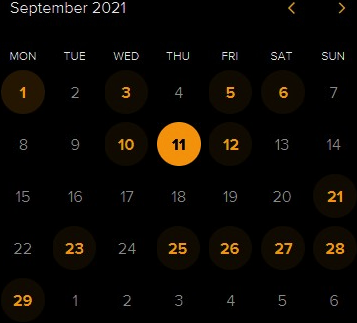 September 2021
MON TUE WED THU FRI SAT SUN
1 2 3 4 5 6 7
8 9 10 11 12 13 14
15 16 17 18 19 20 21
22 23 24 25 26 27 28
29 1 2 3 4 5 6